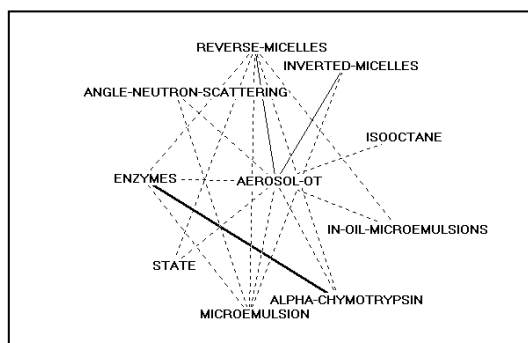 REVERSE-MICELLES
INVERTED-MICELLES
ANGLE-NEUTRON-SCATTERING
ISOOCTANE
ENZYMES
AEROSOL-OT
IN-OIL-MICROEMULSIONS
STATE
ALPHA-CHYMOTRYPSIN
MICROEMULSION